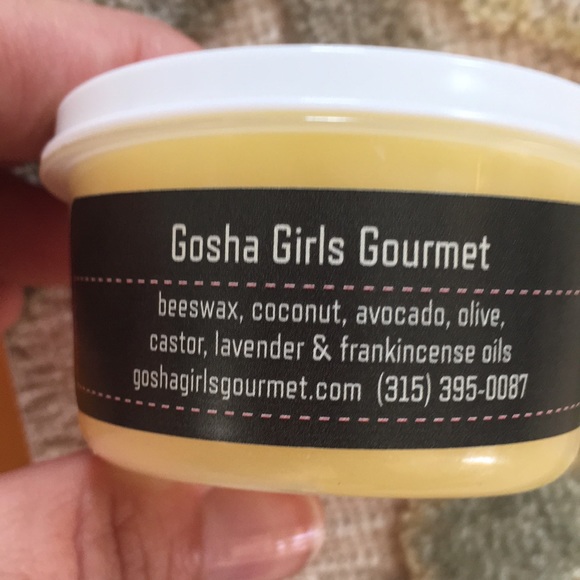 Gosha Girls Gourmet
beeswax, coconut, avocado, olive,
castor, lavender & frankincense oils
goshagirlsgourmet.com (315) 395-0087